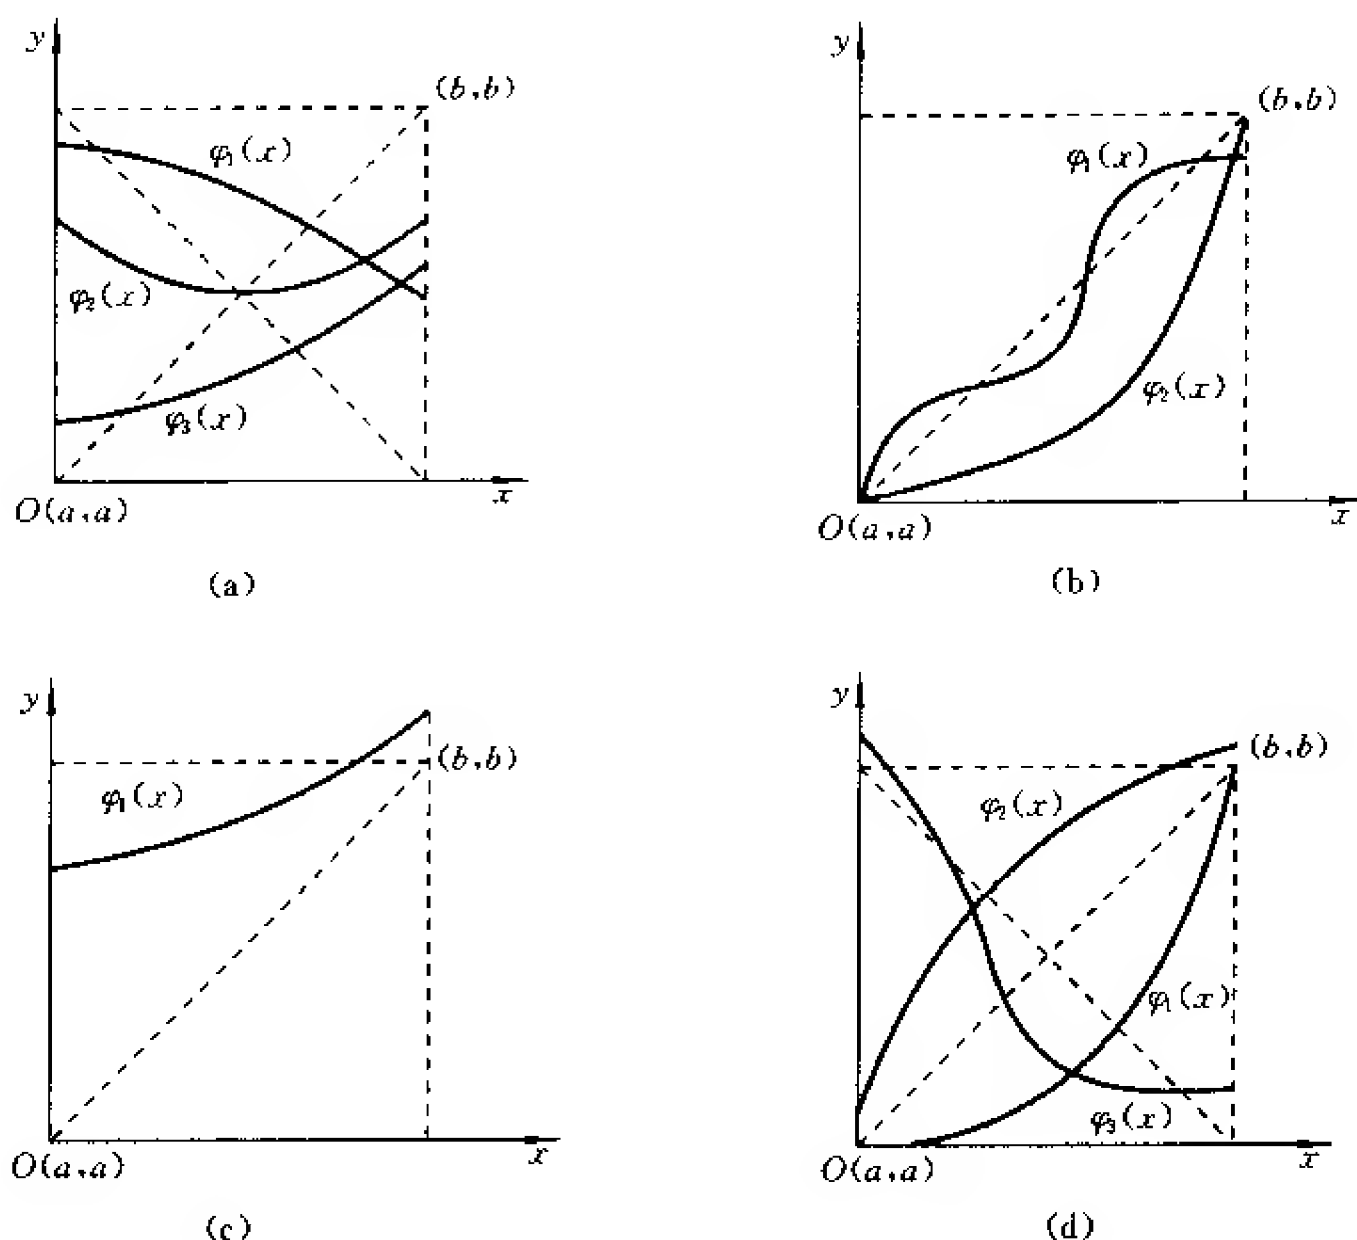 y
(b,b)
φ₁(x)
φ₂(x)
φ₃(x)
x
O(a,a)
(a)
y
(b,b)
φ₁(x)
φ₂(x)
x
O(a,a)
(b)
y
(b,b)
φ₁(x)
x
O(a,a)
(c)
y
(b,b)
φ₂(x)
φ₁(x)
φ₃(x)
x
O(a,a)
(d)